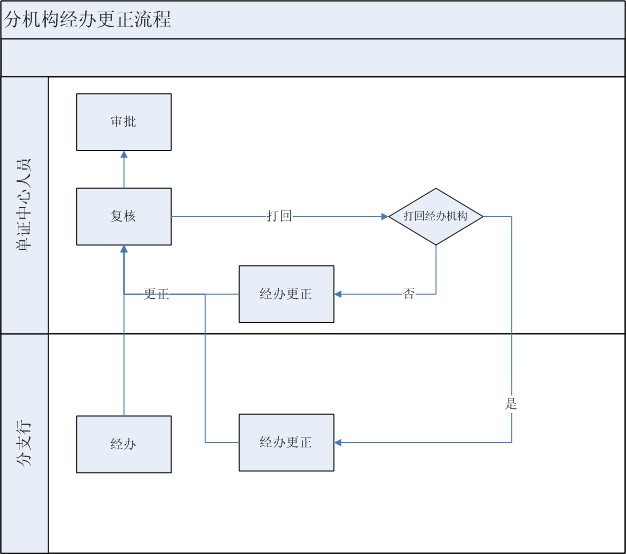 分机构经办更正流程
单证中心人员
审批
复核
打回
打回经办机构
更正
经办更正
否
分支行
是
经办
经办更正